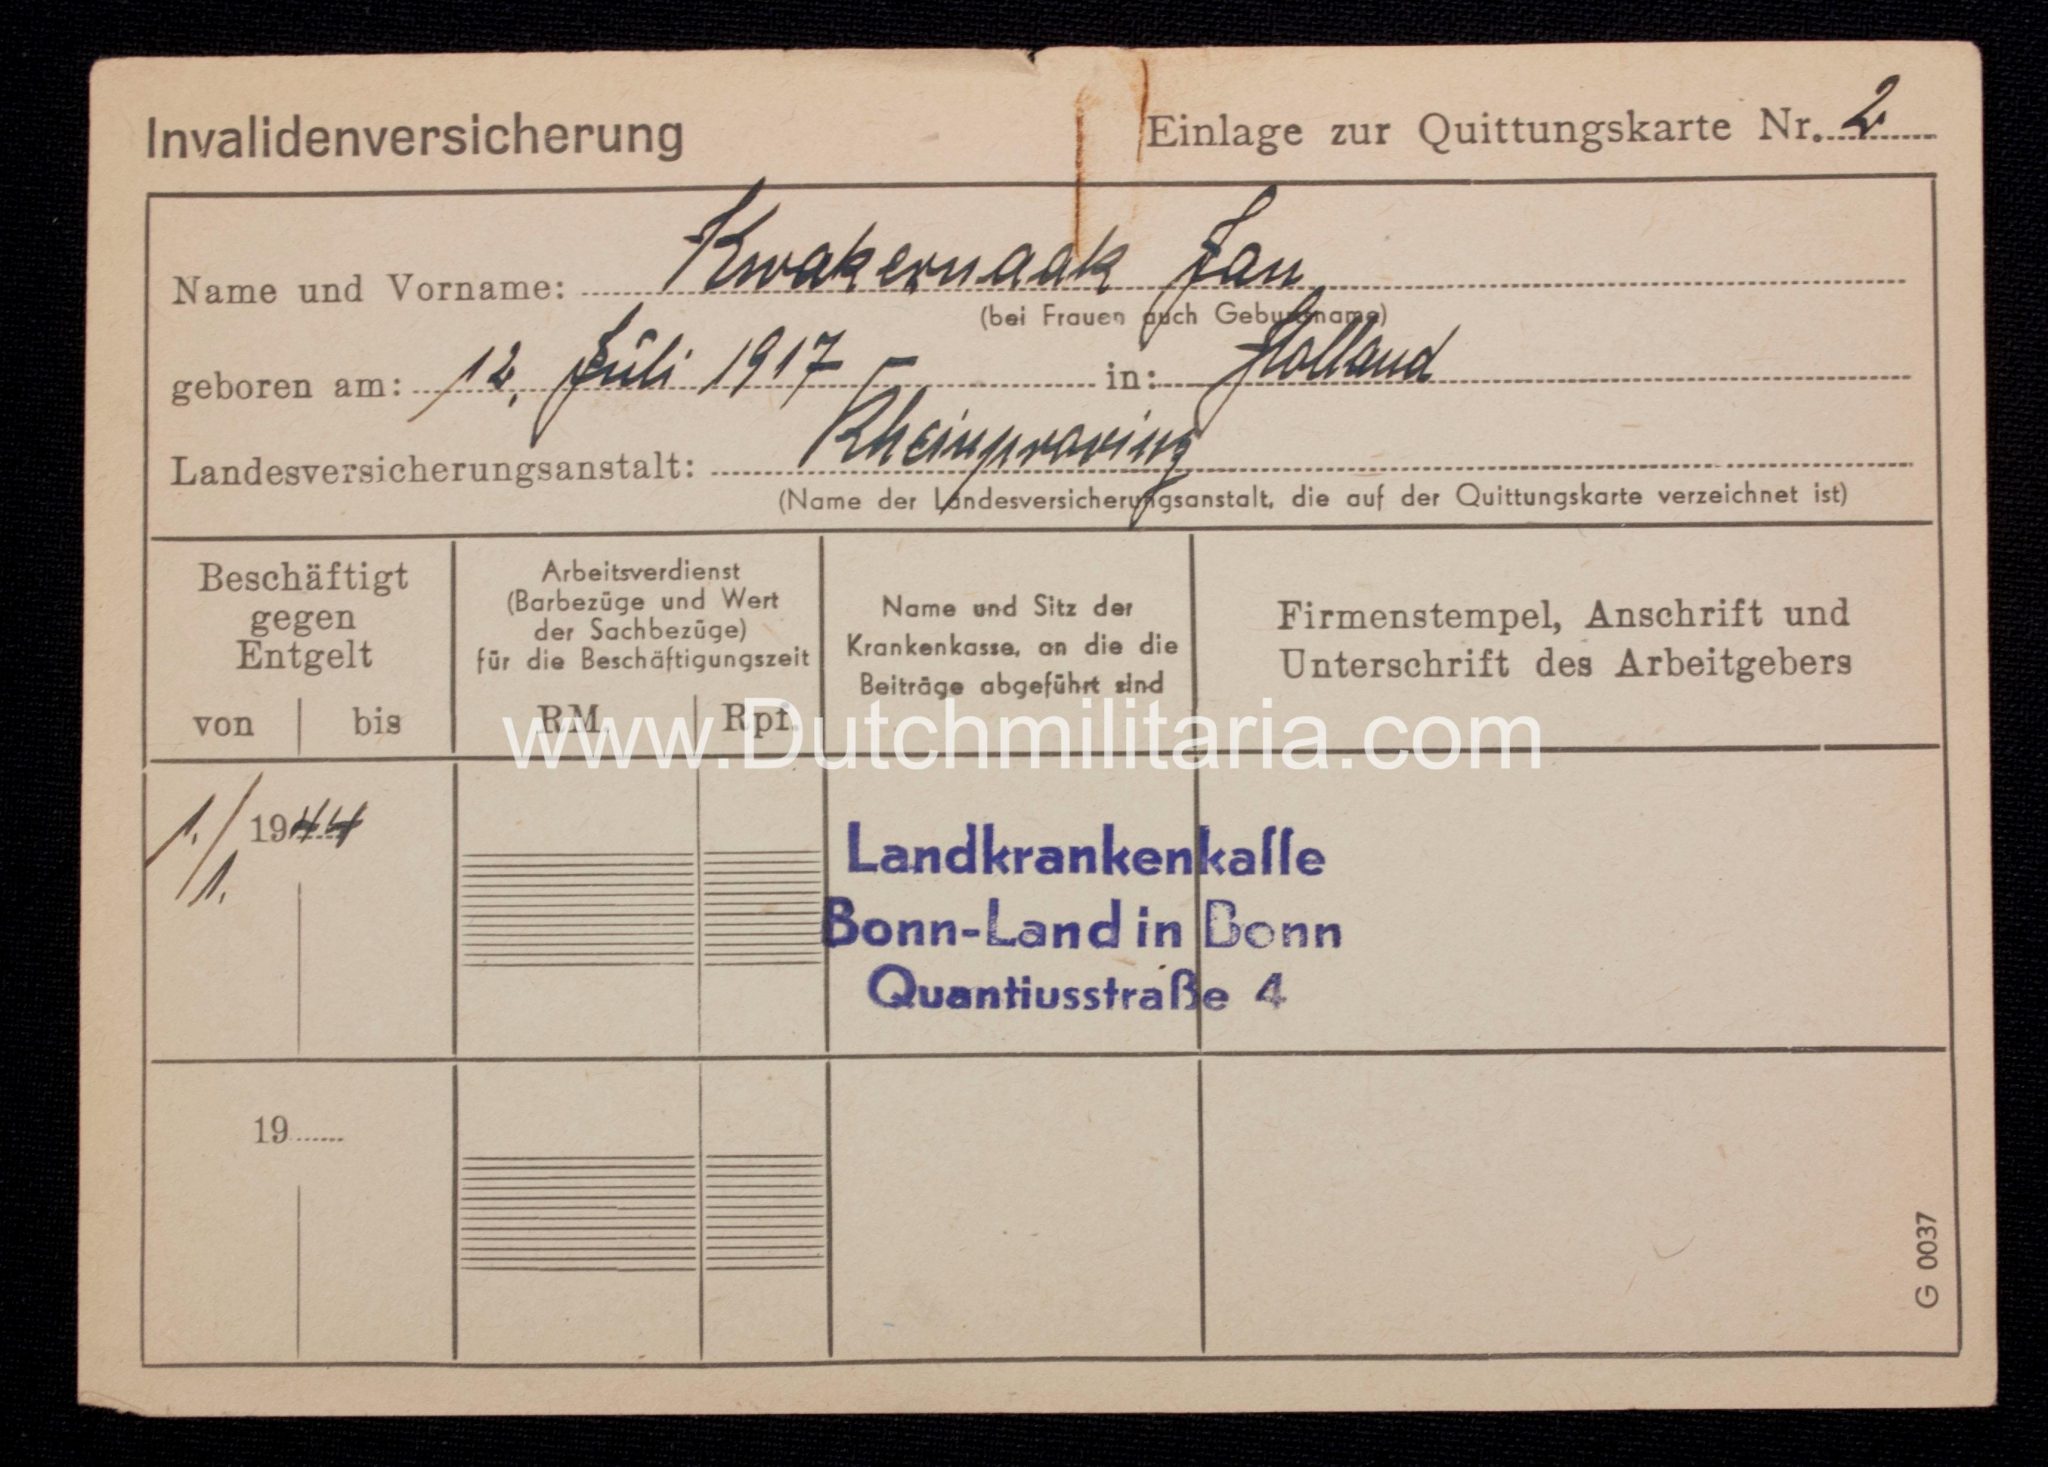 Invalidenversicherung
Einlage zur Quittungskarte Nr. 2
Name und Vorname: Kwakernaak Jan
(bei Frauen auch Geburtsname)
geboren am: 12. Jŭli 1917 – in: Holland
Landesversicherungsanstalt: Rheinprovinz
(Name der Landesversicherungsanstalt, die auf der Quittungskarte verzeichnet ist)
Beschäftigt
gegen
Entgelt
von bis
Arbeitsverdienst
(Barbezüge und Wert
der Sachbezüge)
für die Beschäftigungszeit
RM. Rpf.
Name und Sitz der
Krankenkasse, an die die
Beiträge abgeführt sind
Firmenstempel, Anschrift und
Unterschrift des Arbeitgebers
www.Dutchmilitaria.com
1./1. 1944
Landkrankenkaſſe
Bonn-Land in Bonn
Quantiusstraße 4
19
G 0037